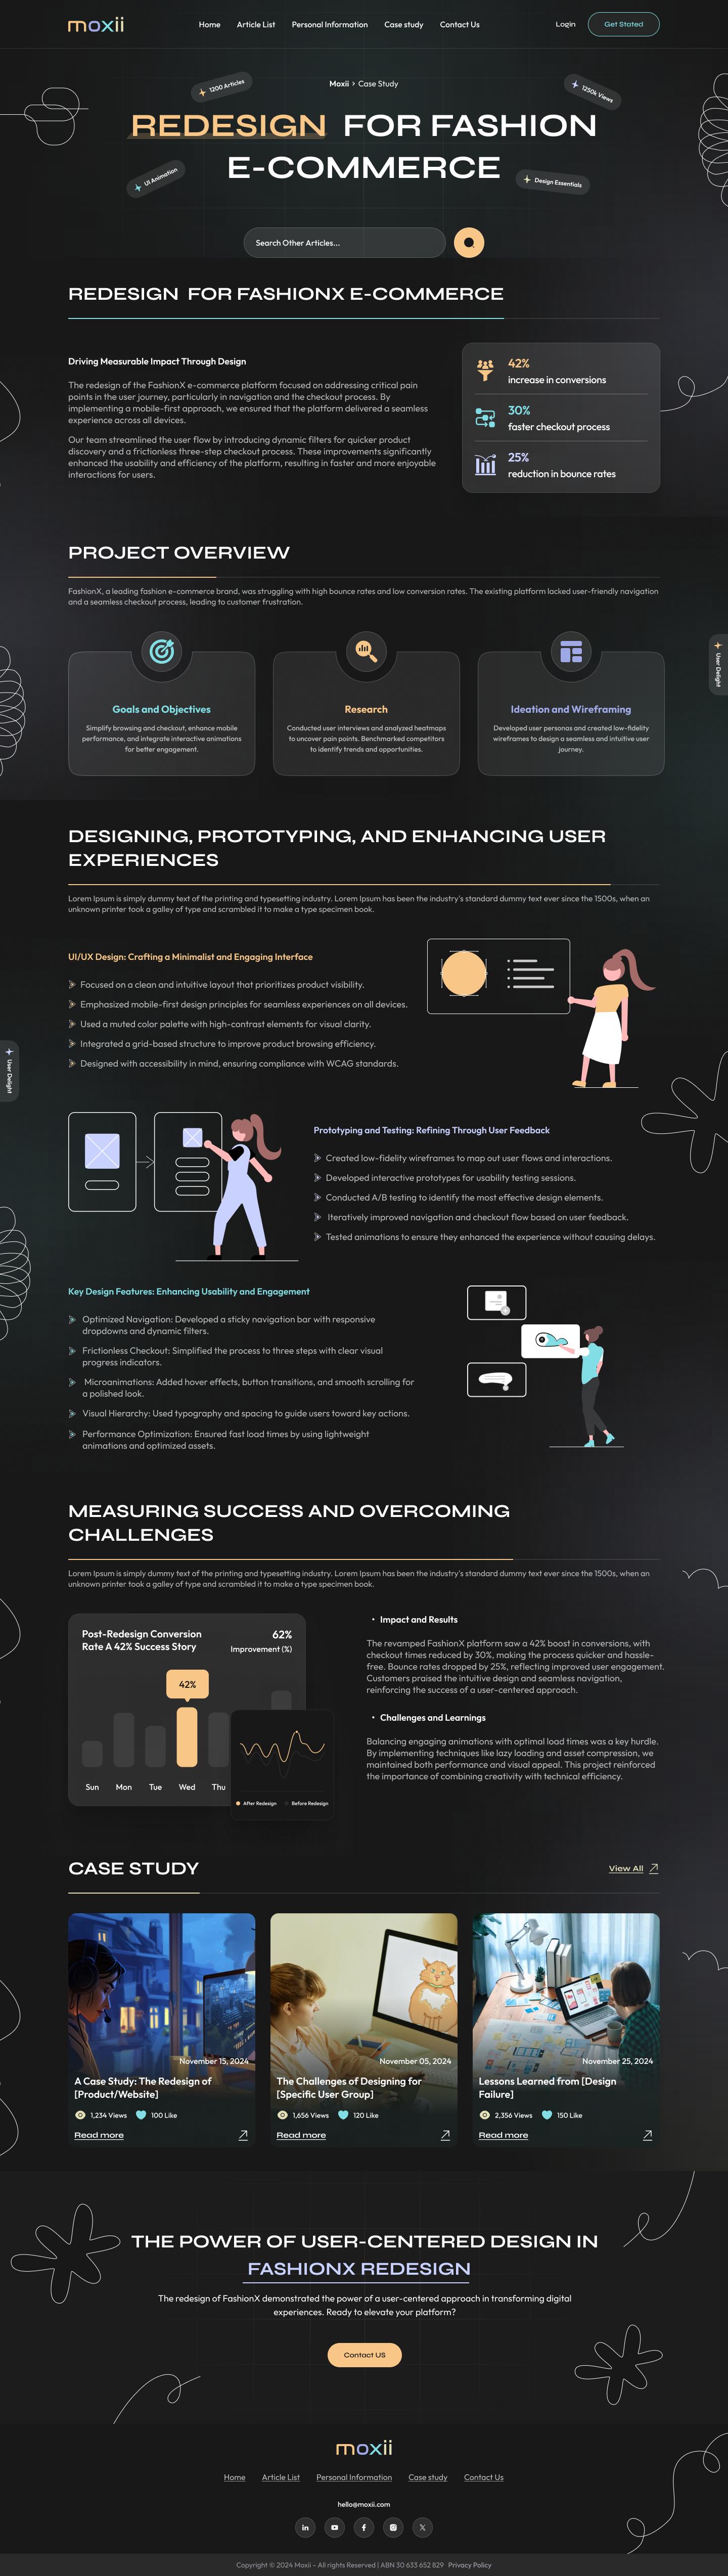 moxii
Home Article List Personal Information Case study Contact Us
Login Get Stated
1200 Articles
Moxii > Case Study
1250k Views
REDESIGN FOR FASHION
E-COMMERCE
UI Animation
Design Essentials
Search Other Articles...
REDESIGN FOR FASHIONX E-COMMERCE
Driving Measurable Impact Through Design
The redesign of the FashionX e-commerce platform focused on addressing critical pain
points in the user journey, particularly in navigation and the checkout process. By
implementing a mobile-first approach, we ensured that the platform delivered a seamless
experience across all devices.
Our team streamlined the user flow by introducing dynamic filters for quicker product
discovery and a frictionless three-step checkout process. These improvements significantly
enhanced the usability and efficiency of the platform, resulting in faster and more enjoyable
interactions for users.
42%
increase in conversions
30%
faster checkout process
25%
reduction in bounce rates
PROJECT OVERVIEW
FashionX, a leading fashion e-commerce brand, was struggling with high bounce rates and low conversion rates. The existing platform lacked user-friendly navigation
and a seamless checkout process, leading to customer frustration.
User Delight
Goals and Objectives
Simplify browsing and checkout, enhance mobile
performance, and integrate interactive animations
for better engagement.
Research
Conducted user interviews and analyzed heatmaps
to uncover pain points. Benchmarked competitors
to identify trends and opportunities.
Ideation and Wireframing
Developed user personas and created low-fidelity
wireframes to design a seamless and intuitive user
journey.
DESIGNING, PROTOTYPING, AND ENHANCING USER
EXPERIENCES
Lorem Ipsum is simply dummy text of the printing and typesetting industry. Lorem Ipsum has been the industry's standard dummy text ever since the 1500s, when an
unknown printer took a galley of type and scrambled it to make a type specimen book.
UI/UX Design: Crafting a Minimalist and Engaging Interface
Focused on a clean and intuitive layout that prioritizes product visibility.
Emphasized mobile-first design principles for seamless experiences on all devices.
Used a muted color palette with high-contrast elements for visual clarity.
Integrated a grid-based structure to improve product browsing efficiency.
Designed with accessibility in mind, ensuring compliance with WCAG standards.
User Delight
Prototyping and Testing: Refining Through User Feedback
Created low-fidelity wireframes to map out user flows and interactions.
Developed interactive prototypes for usability testing sessions.
Conducted A/B testing to identify the most effective design elements.
Iteratively improved navigation and checkout flow based on user feedback.
Tested animations to ensure they enhanced the experience without causing delays.
Key Design Features: Enhancing Usability and Engagement
Optimized Navigation: Developed a sticky navigation bar with responsive
dropdowns and dynamic filters.
Frictionless Checkout: Simplified the process to three steps with clear visual
progress indicators.
Microanimations: Added hover effects, button transitions, and smooth scrolling for
a polished look.
Visual Hierarchy: Used typography and spacing to guide users toward key actions.
Performance Optimization: Ensured fast load times by using lightweight
animations and optimized assets.
MEASURING SUCCESS AND OVERCOMING
CHALLENGES
Lorem Ipsum is simply dummy text of the printing and typesetting industry. Lorem Ipsum has been the industry's standard dummy text ever since the 1500s, when an
unknown printer took a galley of type and scrambled it to make a type specimen book.
Post-Redesign Conversion
Rate A 42% Success Story
62%
Improvement (%)
42%
Sun Mon Tue Wed Thu
After Redesign Before Redesign
• Impact and Results
The revamped FashionX platform saw a 42% boost in conversions, with
checkout times reduced by 30%, making the process quicker and hassle-
free. Bounce rates dropped by 25%, reflecting improved user engagement.
Customers praised the intuitive design and seamless navigation,
reinforcing the success of a user-centered approach.
• Challenges and Learnings
Balancing engaging animations with optimal load times was a key hurdle.
By implementing techniques like lazy loading and asset compression, we
maintained both performance and visual appeal. This project reinforced
the importance of combining creativity with technical efficiency.
CASE STUDY
View All
November 15, 2024
A Case Study: The Redesign of
[Product/Website]
1,234 Views 100 Like
Read more
November 05, 2024
The Challenges of Designing for
[Specific User Group]
1,656 Views 120 Like
Read more
November 25, 2024
Lessons Learned from [Design
Failure]
2,356 Views 150 Like
Read more
THE POWER OF USER-CENTERED DESIGN IN
FASHIONX REDESIGN
The redesign of FashionX demonstrated the power of a user-centered approach in transforming digital
experiences. Ready to elevate your platform?
Contact US
moxii
Home Article List Personal Information Case study Contact Us
hello@moxii.com
Copyright © 2024 Moxii – All rights Reserved | ABN 30 633 652 829 Privacy Policy